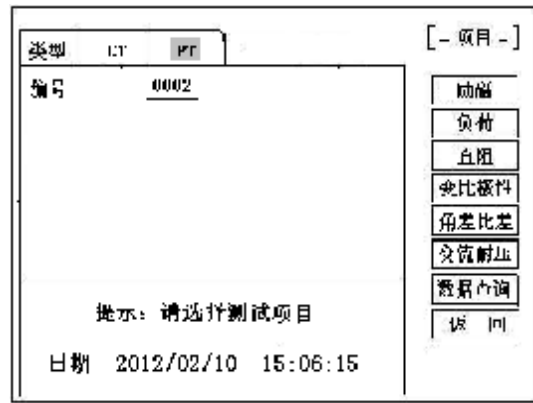 类型 CT PT
编号 0002
提示：请选择测试项目
日期 2012/02/10 15:06:15
[-项目-]
励磁
负荷
直阻
变比极性
角差比差
交流耐压
数据查询
返 回